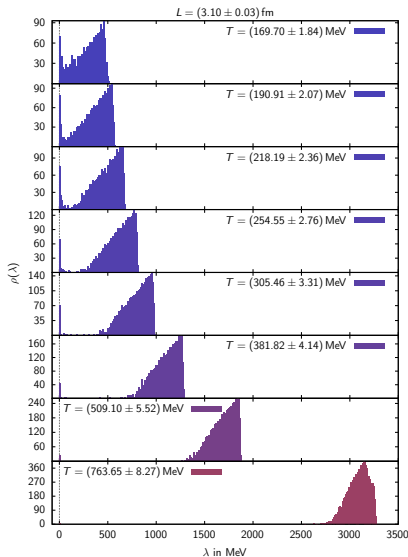 L = (3.10 ± 0.03) fm
90
60
30
T = (169.70 ± 1.84) MeV
90
60
30
T = (190.91 ± 2.07) MeV
90
60
30
T = (218.19 ± 2.36) MeV
120
90
60
30
T = (254.55 ± 2.76) MeV
140
105
70
35
T = (305.46 ± 3.31) MeV
160
120
80
40
T = (381.82 ± 4.14) MeV
240
180
120
60
T = (509.10 ± 5.52) MeV
360
270
180
90
0
T = (763.65 ± 8.27) MeV
ρ(λ)
0 500 1000 1500 2000 2500 3000 3500
λ in MeV